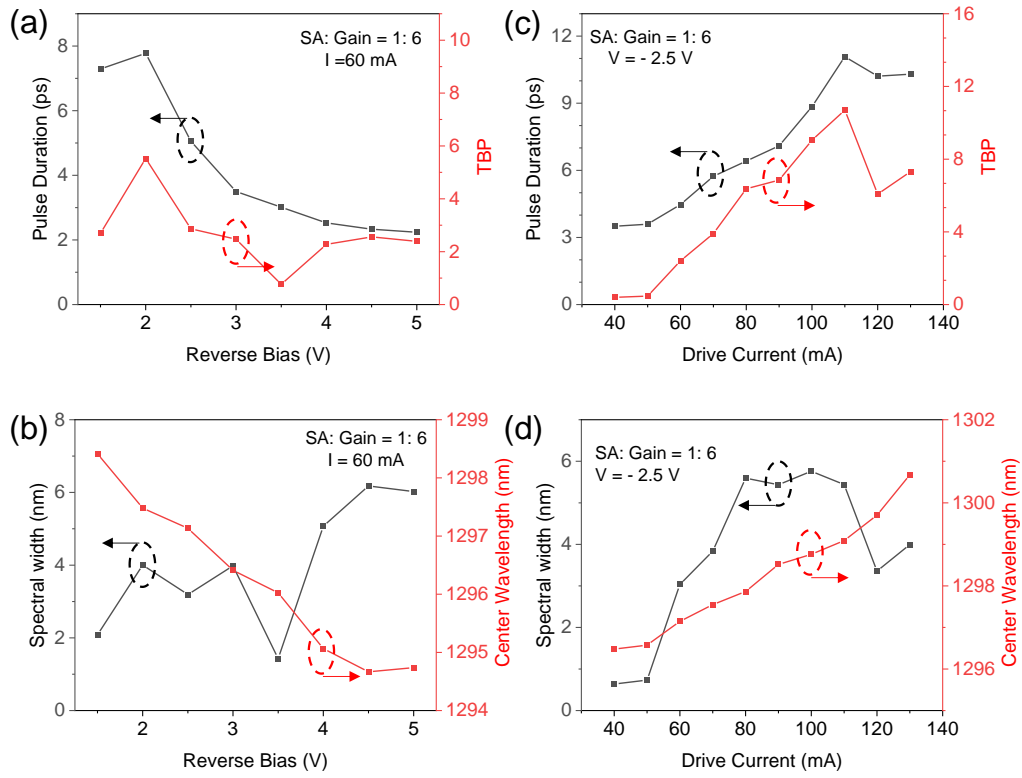 (a)
SA: Gain = 1: 6
I =60 mA
Pulse Duration (ps)
8
6
4
2
0
10
8
6
4
2
0
TBP
2
3
4
5
Reverse Bias (V)
(c)
SA: Gain = 1: 6
V = - 2.5 V
Pulse Duration (ps)
12
9
6
3
0
16
12
8
4
0
TBP
40
60
80
100
120
140
Drive Current (mA)
(b)
SA: Gain = 1: 6
I = 60 mA
Spectral width (nm)
8
6
4
2
0
1299
1298
1297
1296
1295
1294
Center Wavelength (nm)
2
3
4
5
Reverse Bias (V)
(d)
SA: Gain = 1: 6
V = - 2.5 V
Spectral width (nm)
6
4
2
0
1302
1300
1298
1296
Center Wavelength (nm)
40
60
80
100
120
140
Drive Current (mA)